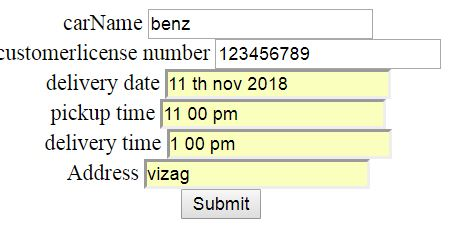 carName benz
customerlicense number 123456789
delivery date 11 th nov 2018
pickup time 11 00 pm
delivery time 1 00 pm
Address vizag
Submit